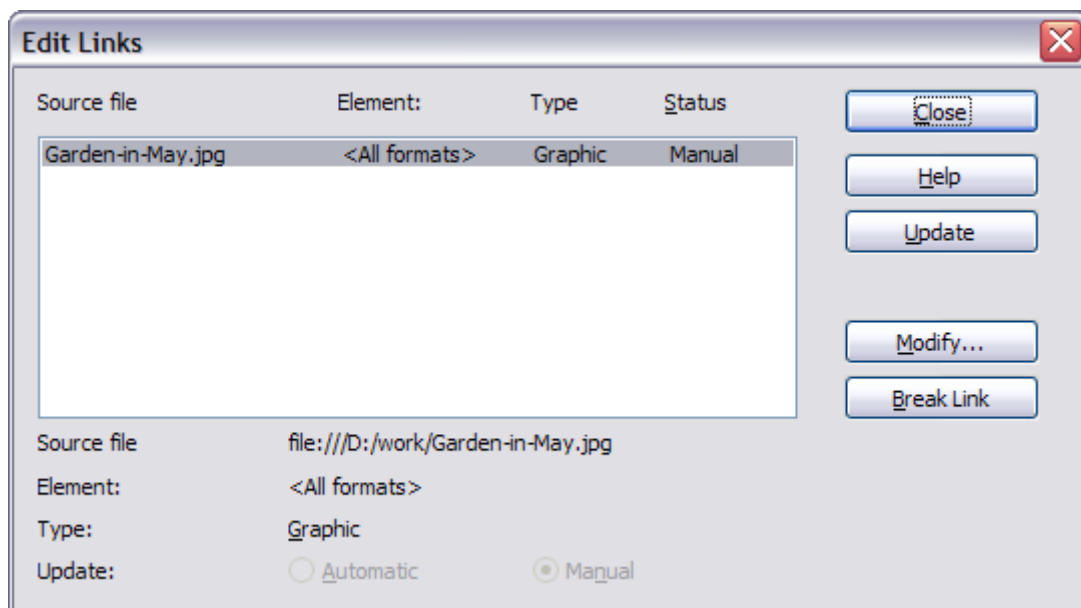 Edit Links
Source file Element: Type Status
Close
Garden-in-May.jpg <All formats> Graphic Manual
Help
Update
Modify...
Break Link
Source file file:///D:/work/Garden-in-May.jpg
Element: <All formats>
Type: Graphic
Update: Automatic Manual